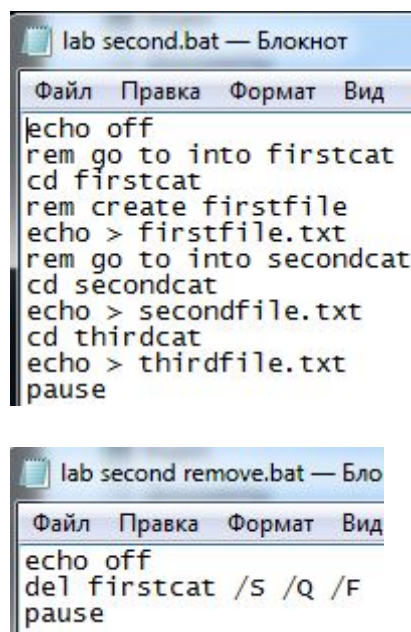 lab second.bat — Блокнот
Файл Правка Формат Вид
echo off
rem go to into firstcat
cd firstcat
rem create firstfile
echo > firstfile.txt
rem go to into secondcat
cd secondcat
echo > secondfile.txt
cd thirdcat
echo > thirdfile.txt
pause
lab second remove.bat — Бло
Файл Правка Формат Вид
echo off
del firstcat /S /Q /F
pause